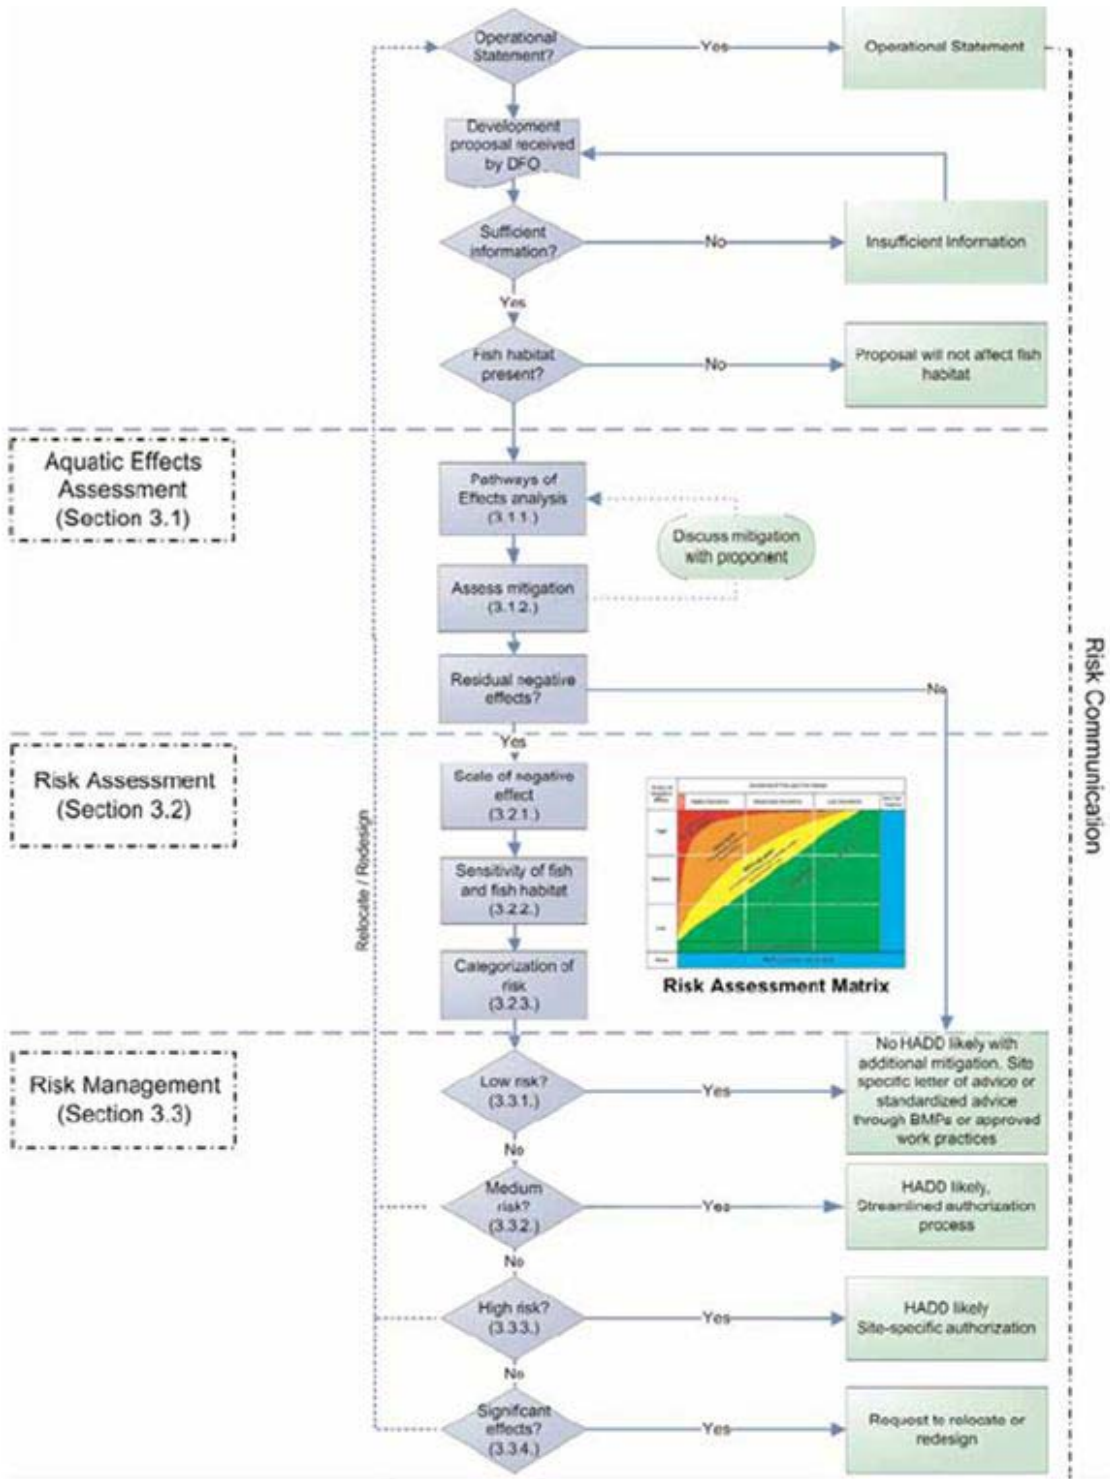 Operational
Statement?
Yes
Operational Statement
Development
proposal received
by DFO
Sufficient
information?
No
Insufficient Information
Yes
Fish habitat
present?
No
Proposal will not affect fish
habitat
Aquatic Effects
Assessment
(Section 3.1)
Pathways of
Effects analysis
(3.1.1.)
Discuss mitigation
with proponent
Assess mitigation
(3.1.2.)
Residual negative
effects?
No
Risk Communication
Yes
Risk Assessment
(Section 3.2)
Scale of negative
effect
(3.2.1.)
Relocate / Redesign
Sensitivity of fish
and fish habitat
(3.2.2.)
Categorization of
risk
(3.2.3.)
Risk Assessment Matrix
Risk Management
(Section 3.3)
Low risk?
(3.3.1.)
Yes
No HADD likely with
additional mitigation. Site
specific letter of advice or
standardized advice
through BMPs or approved
work practices
No
Medium
risk?
(3.3.2.)
Yes
HADD likely,
Streamlined authorization
process
No
High risk?
(3.3.3.)
Yes
HADD likely
Site-specific authorization
No
Significant
effects?
(3.3.4.)
Yes
Request to relocate or
redesign